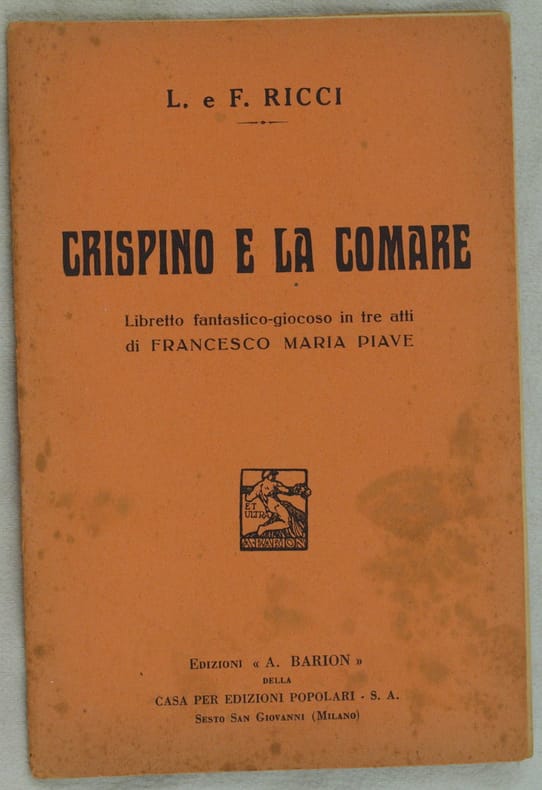 L. e F. RICCI
CRISPINO E LA COMARE
Libretto fantastico-giocoso in tre atti
di FRANCESCO MARIA PIAVE
ET
ULTRA
A·BARION
EDIZIONI « A. BARION »
DELLA
CASA PER EDIZIONI POPOLARI - S. A.
SESTO SAN GIOVANNI (MILANO)